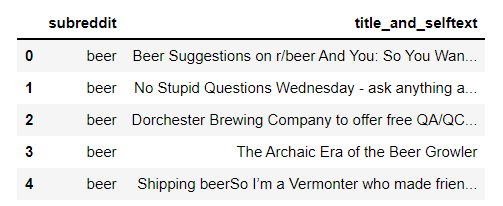 subreddit title_and_selftext
0 beer Beer Suggestions on r/beer And You: So You Wan...
1 beer No Stupid Questions Wednesday - ask anything a...
2 beer Dorchester Brewing Company to offer free QA/QC...
3 beer The Archaic Era of the Beer Growler
4 beer Shipping beerSo I'm a Vermonter who made frien...